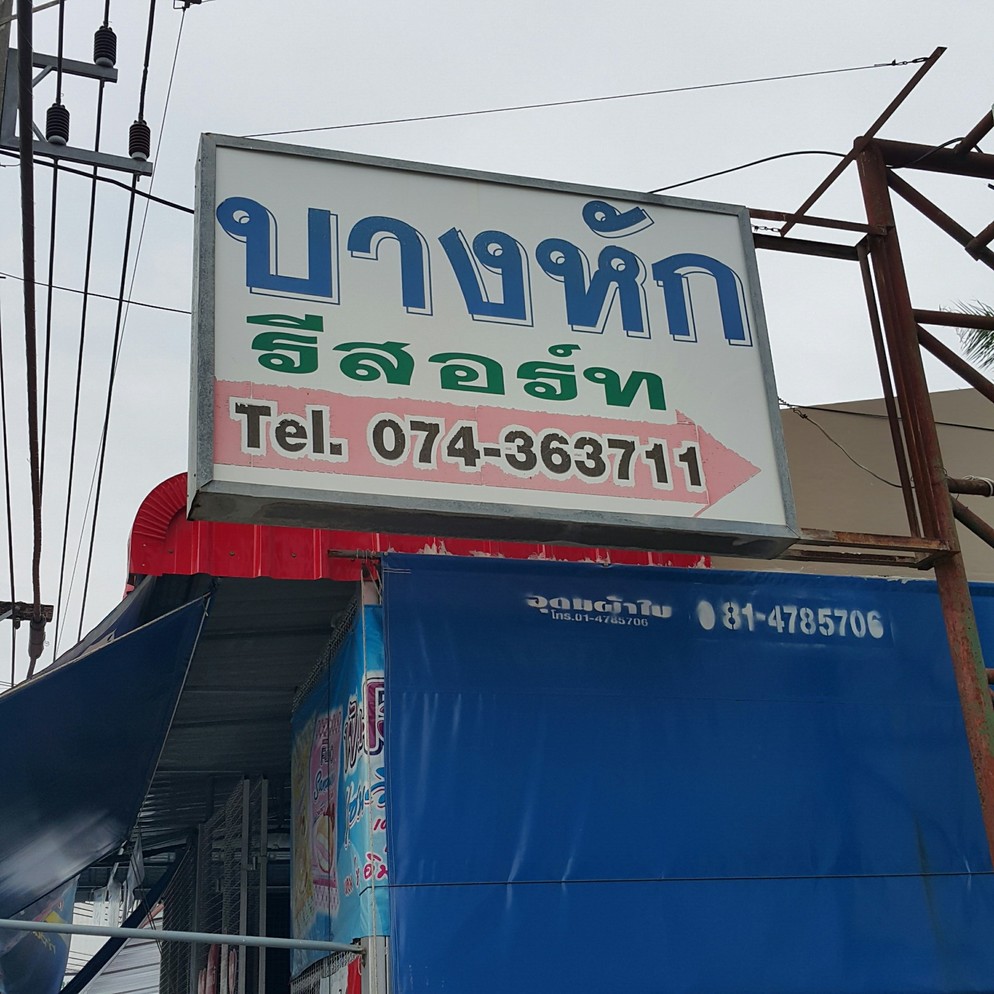 บางหัก
รีสอร์ท
Tel. 074-363711
อุดมผ้าใบ
081-4785706
โทร.01-4785706